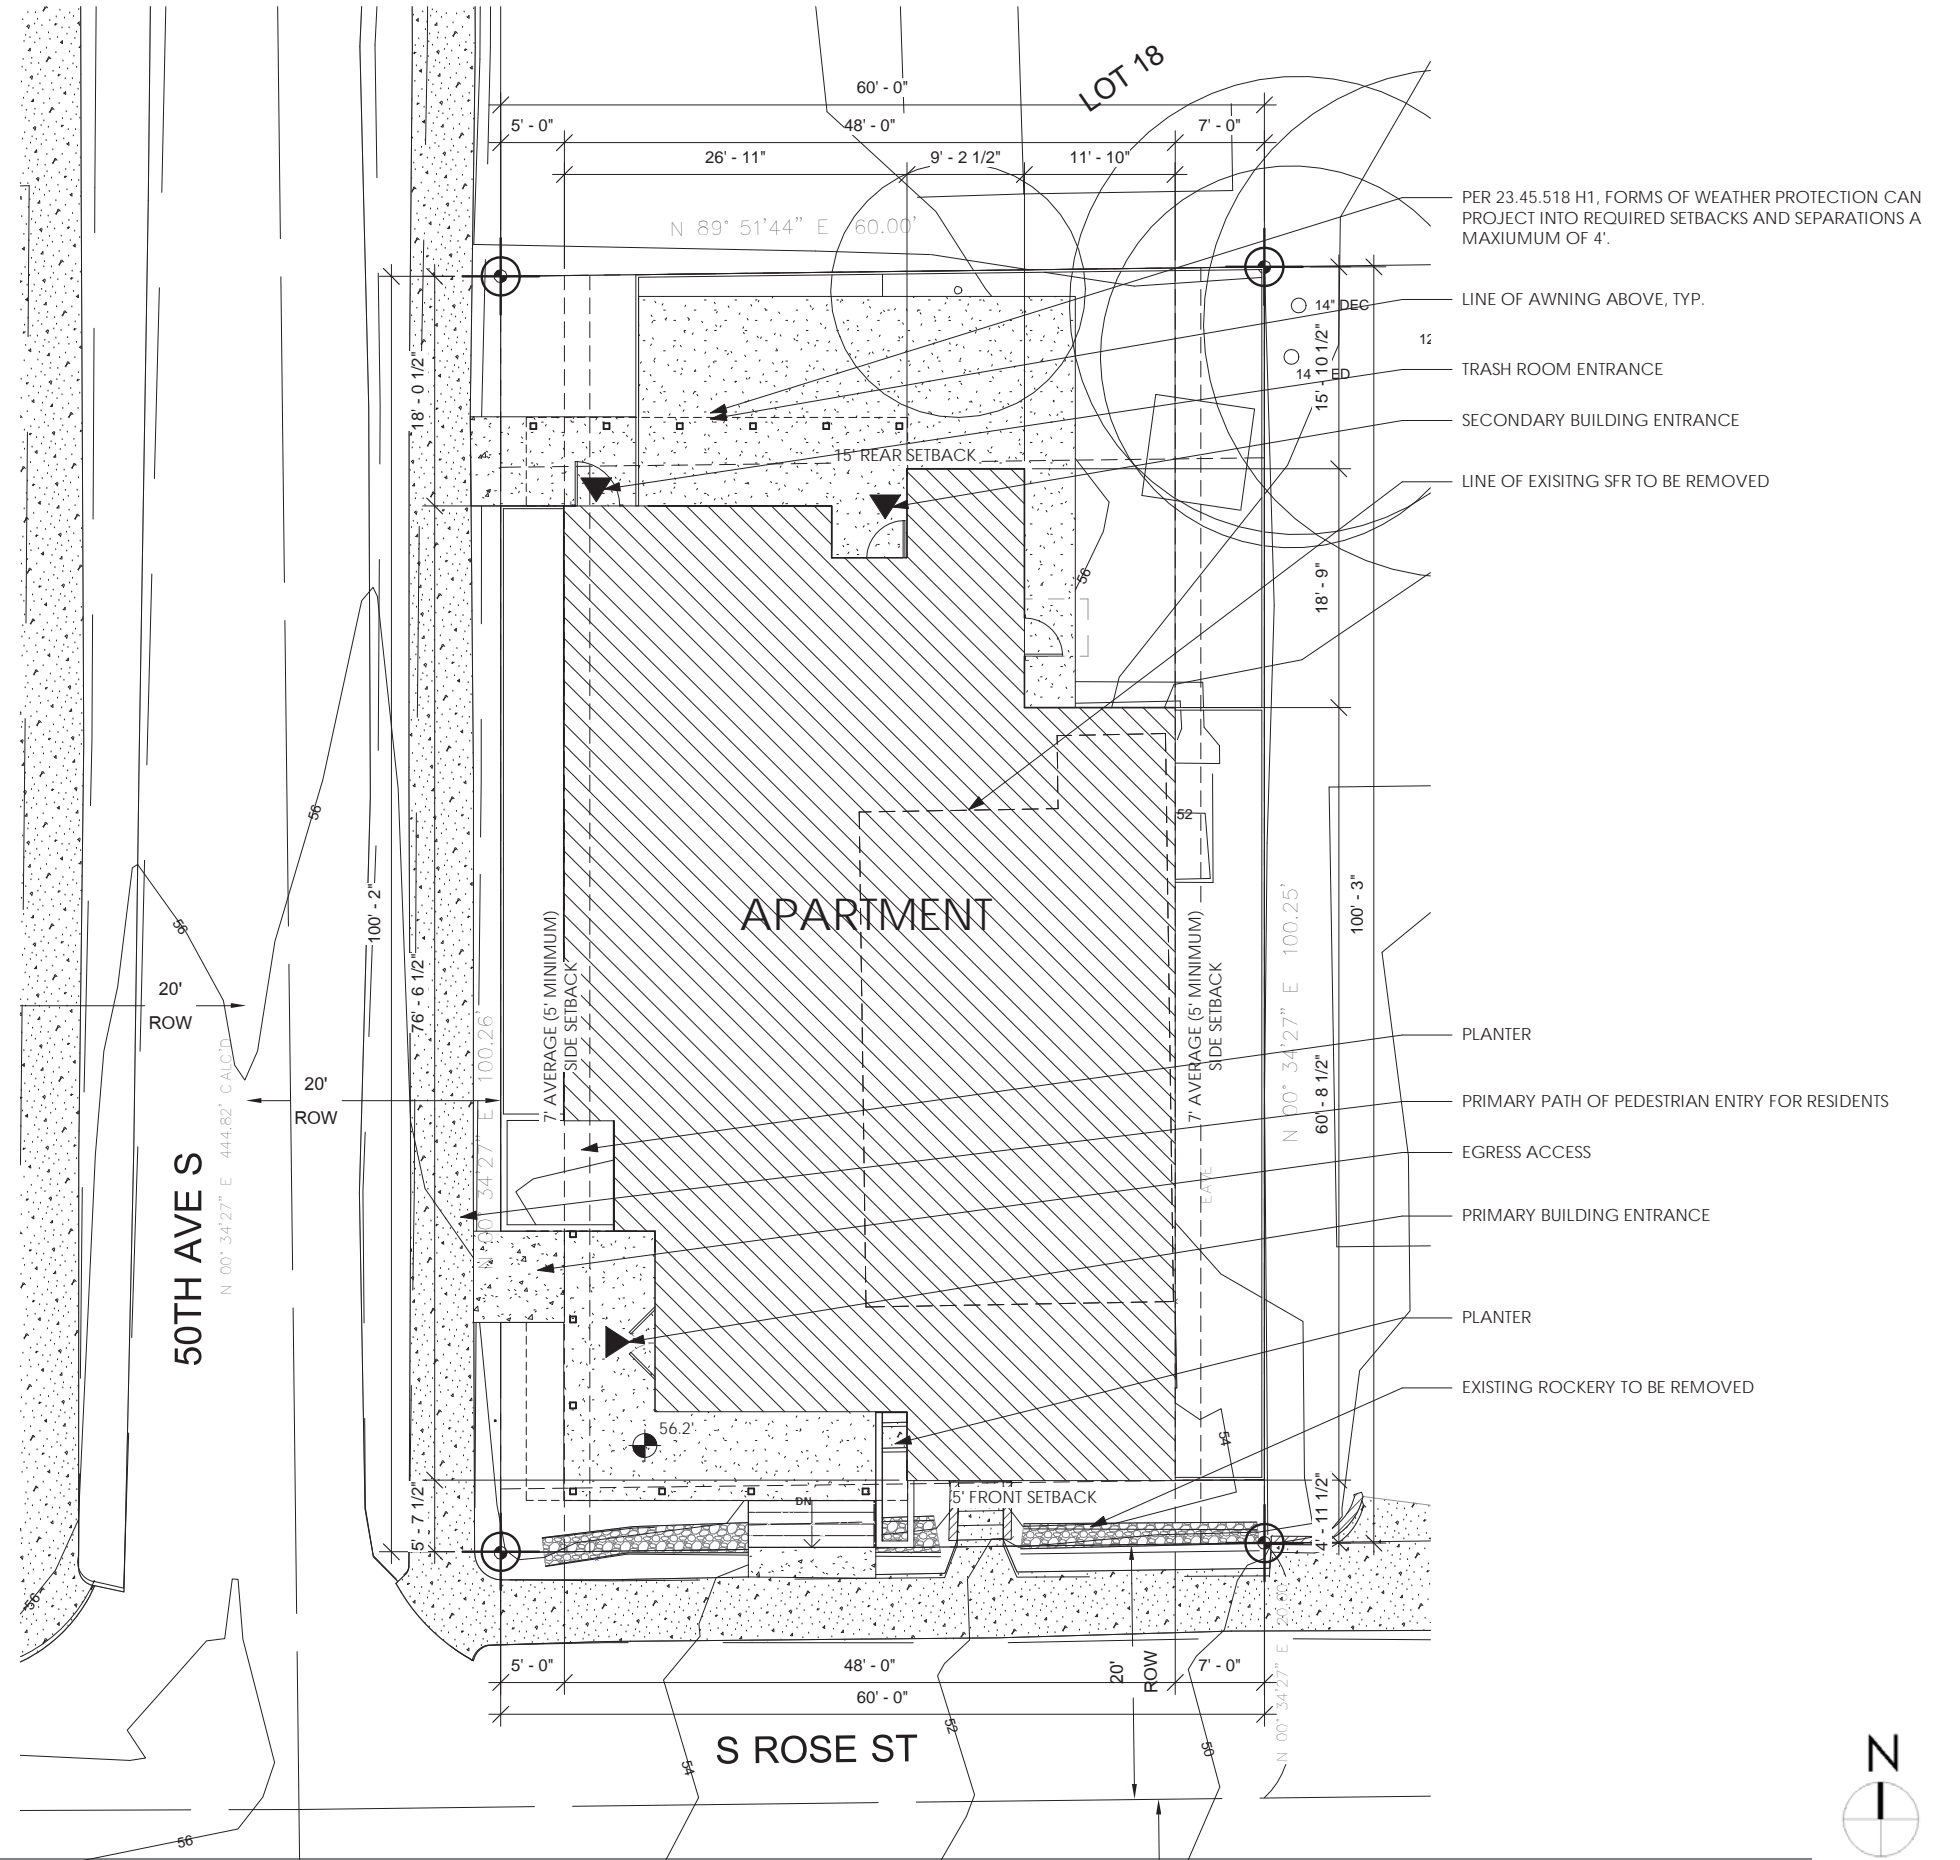 LOT 18
60' - 0"
5' - 0"
48' - 0"
7' - 0"
26' - 11"
9' - 2 1/2"
11' - 10"
N 89° 51'44" E 60.00'
PER 23.45.518 H1, FORMS OF WEATHER PROTECTION CAN
PROJECT INTO REQUIRED SETBACKS AND SEPARATIONS A
MAXIUMUM OF 4'.
LINE OF AWNING ABOVE, TYP.
14" DEC
12
TRASH ROOM ENTRANCE
14 ED
15' - 10 1/2"
18' - 0 1/2"
SECONDARY BUILDING ENTRANCE
15' REAR SETBACK
LINE OF EXISITNG SFR TO BE REMOVED
56
18' - 9"
56
52
APARTMENT
100' - 2"
100' - 3"
56
76' - 6 1/2"
7' AVERAGE (5' MINIMUM)
SIDE SETBACK
7' AVERAGE (5' MINIMUM)
SIDE SETBACK
N 00° 34'27" E 100.26'
N 00° 34'27" E 100.25'
20'
ROW
20'
ROW
PLANTER
60' - 8 1/2"
PRIMARY PATH OF PEDESTRIAN ENTRY FOR RESIDENTS
EGRESS ACCESS
EAVE
50TH AVE S
N 00° 34'27" E 444.82' CALC'D
PRIMARY BUILDING ENTRANCE
PLANTER
EXISTING ROCKERY TO BE REMOVED
56.2'
54
5' FRONT SETBACK
DN
5' - 7 1/2"
4' - 11 1/2"
56
N 00° 34'27" E 20.00
5' - 0"
48' - 0"
7' - 0"
20'
ROW
60' - 0"
S ROSE ST
54
52
50
56
N